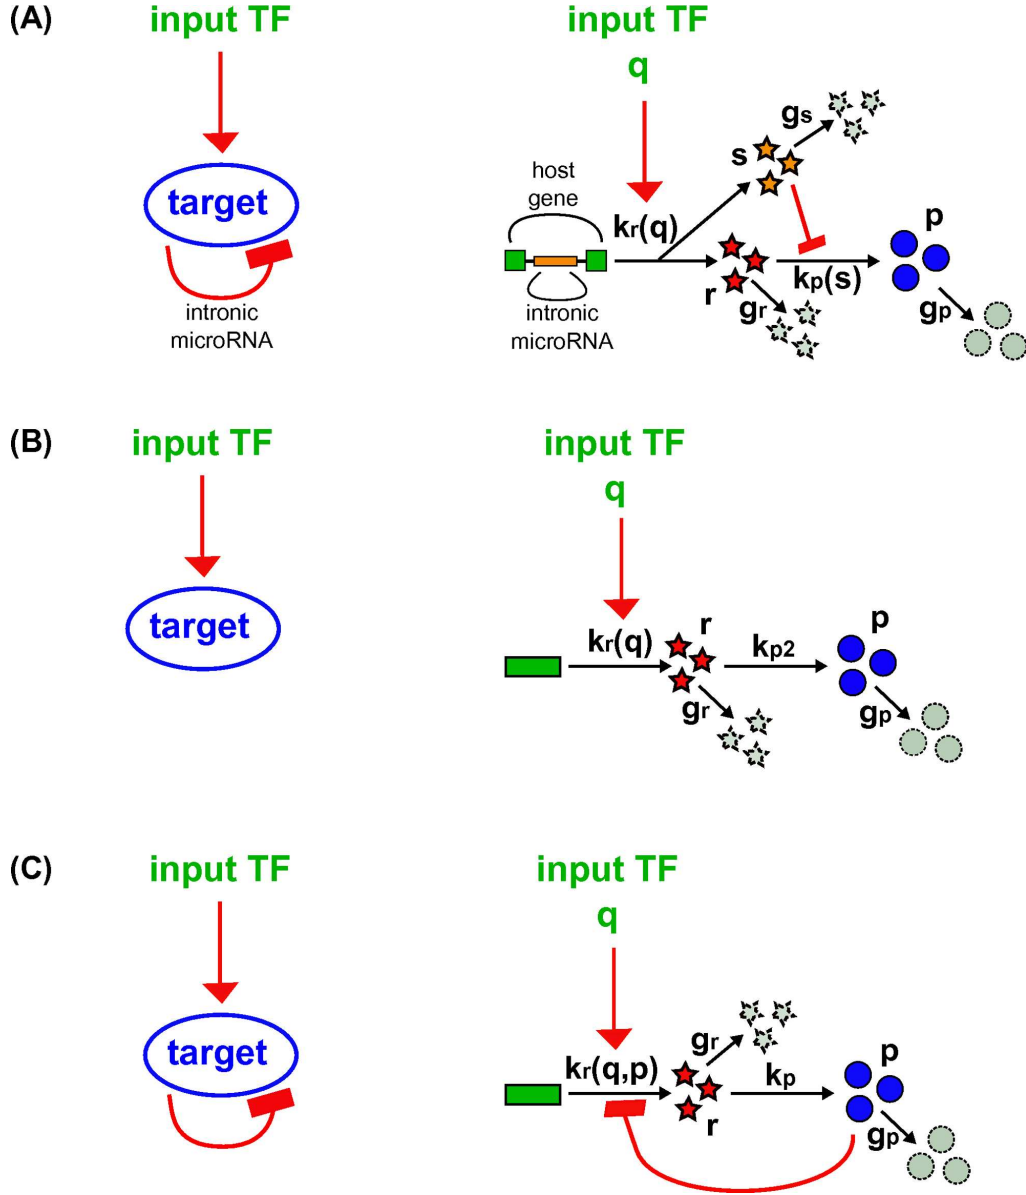 (A)
input TF
target
intronic
microRNA
input TF
q
host
gene
kr(q)
intronic
microRNA
s
gs
r
gr
kp(s)
p
gp
(B)
input TF
target
input TF
q
kr(q)
r
gr
kp2
p
gp
(C)
input TF
target
input TF
q
kr(q,p)
gr
r
kp
p
gp